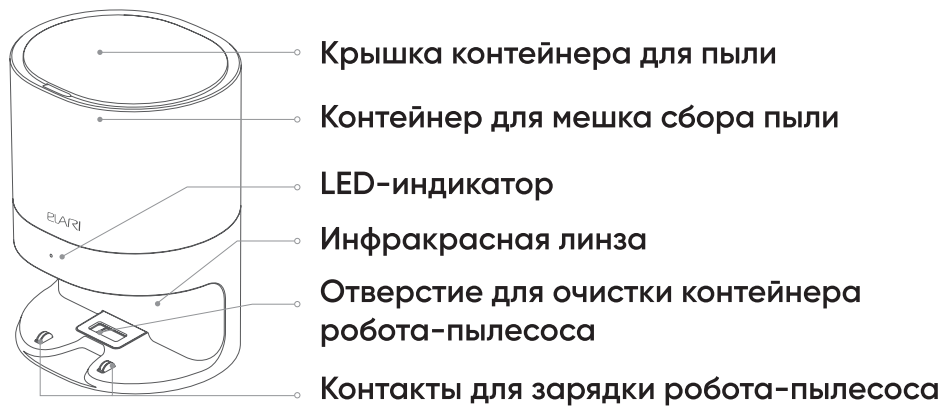 Крышка контейнера для пыли
Контейнер для мешка сбора пыли
LED-индикатор
ELARI
Инфракрасная линза
Отверстие для очистки контейнера
робота-пылесоса
Контакты для зарядки робота-пылесоса